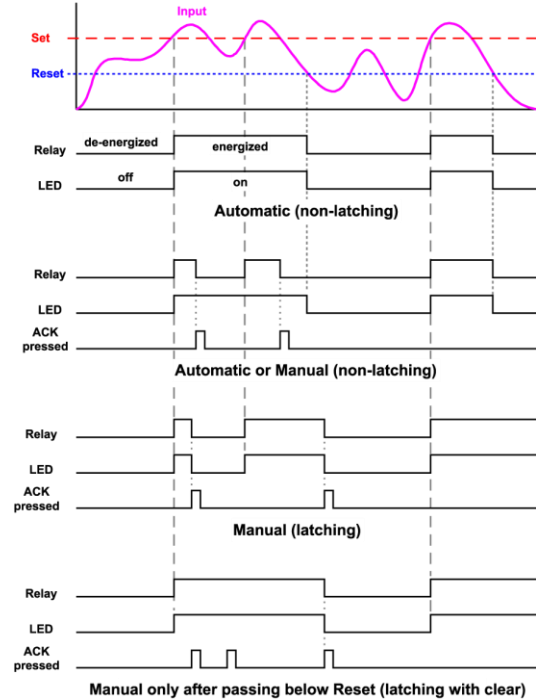 Input
Set
Reset
de-energized energized
Relay
off on
LED
Automatic (non-latching)
Relay
LED
ACK
pressed
Automatic or Manual (non-latching)
Relay
LED
ACK
pressed
Manual (latching)
Relay
LED
ACK
pressed
Manual only after passing below Reset (latching with clear)